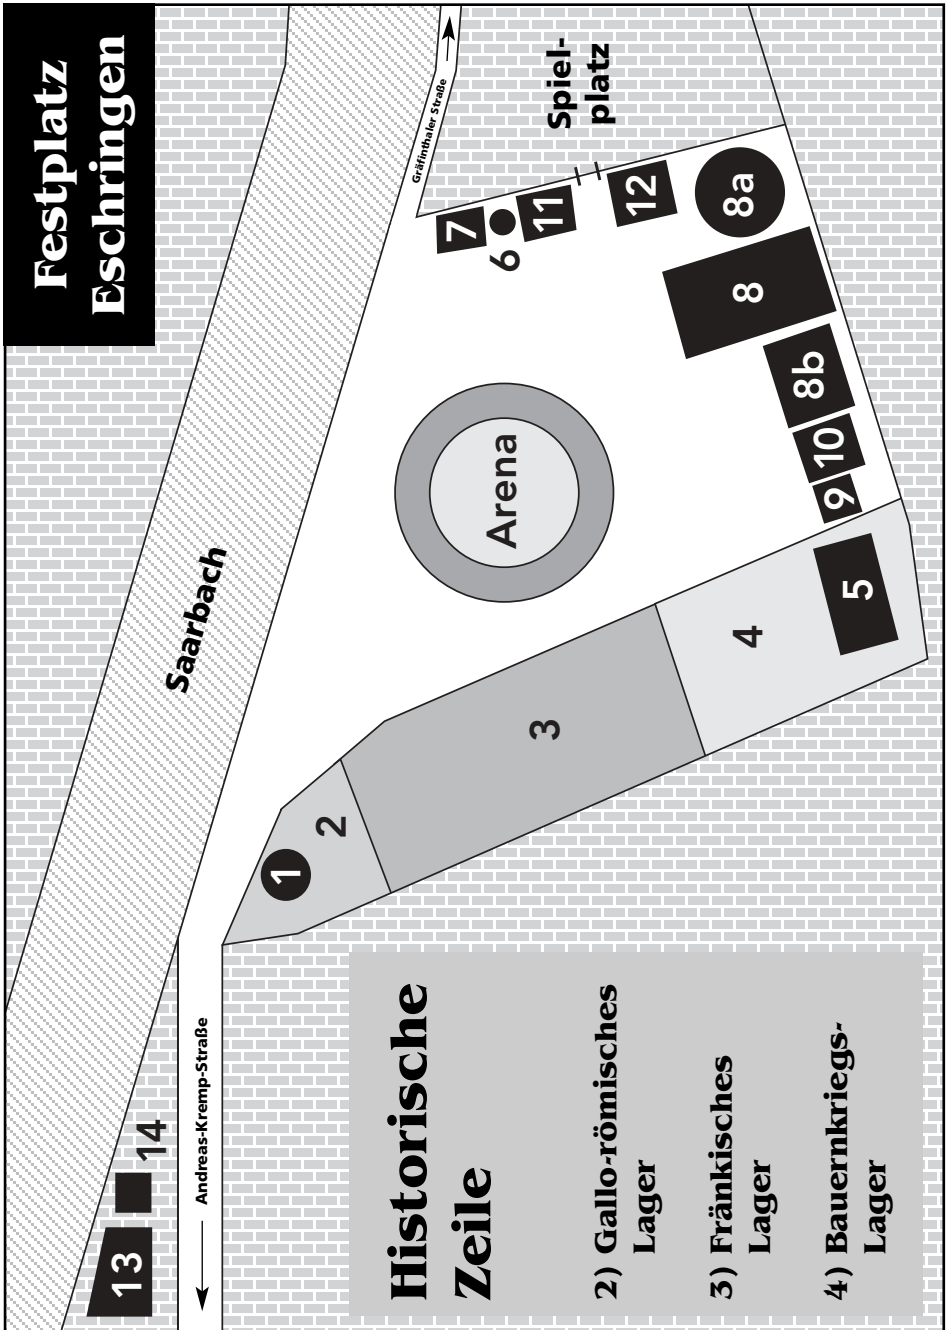 Festplatz
Eschringen
Saarbach
Gräfinthaler Straße
Spiel-
platz
7
6
11
12
8a
8
8b
10
9
Arena
5
4
3
2
1
Andreas-Kremp-Straße
14
13
Historische
Zeile
2) Gallo-römisches
Lager
3) Fränkisches
Lager
4) Bauernkriegs-
Lager